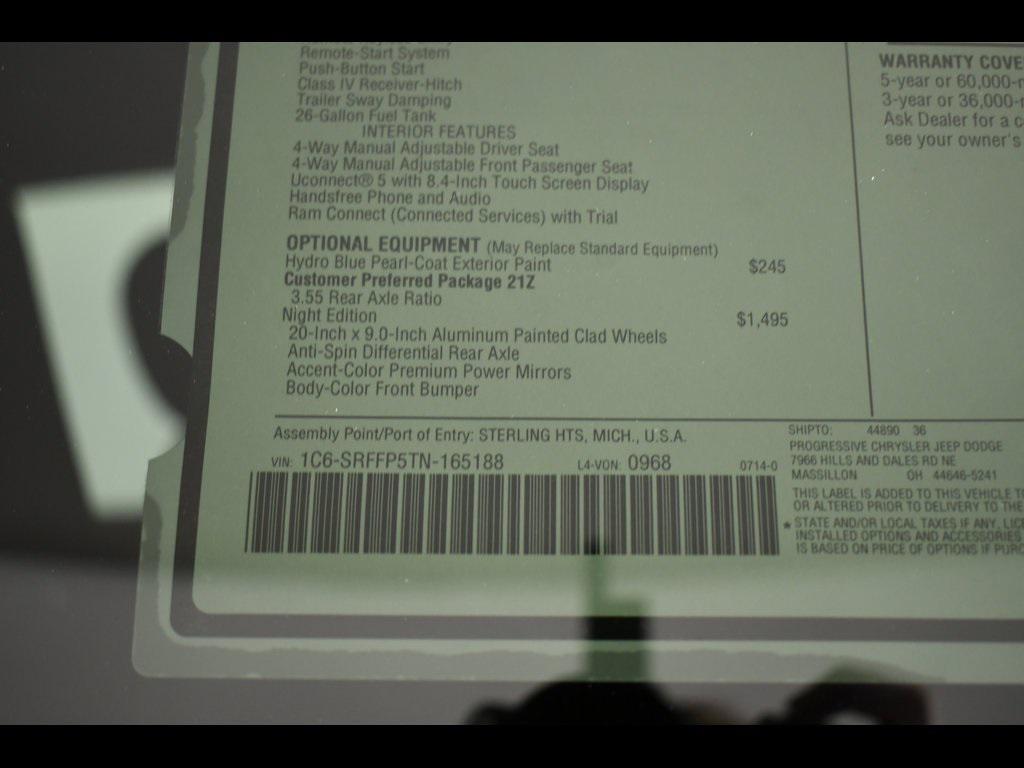 Remote-Start System
Push-Button Start
Class IV Receiver-Hitch
Trailer Sway Damping
26-Gallon Fuel Tank
INTERIOR FEATURES
4-Way Manual Adjustable Driver Seat
4-Way Manual Adjustable Front Passenger Seat
Uconnect® 5 with 8.4-Inch Touch Screen Display
Handsfree Phone and Audio
Ram Connect (Connected Services) with Trial
OPTIONAL EQUIPMENT (May Replace Standard Equipment)
Hydro Blue Pearl-Coat Exterior Paint $245
Customer Preferred Package 21Z
3.55 Rear Axle Ratio
Night Edition $1,495
20-Inch x 9.0-Inch Aluminum Painted Clad Wheels
Anti-Spin Differential Rear Axle
Accent-Color Premium Power Mirrors
Body-Color Front Bumper
WARRANTY COVE
5-year or 60,000-
3-year or 36,000-
Ask Dealer for a c
see your owner's
Assembly Point/Port of Entry: STERLING HTS, MICH., U.S.A.
VIN: 1C6-SRFFP5TN-165188 L4-VON: 0968 0714-0
SHIPTO: 44890 36
PROGRESSIVE CHRYSLER JEEP DODGE
7966 HILLS AND DALES RD NE
MASSILLON OH 44646-5241
THIS LABEL IS ADDED TO THIS VEHICLE T
OR ALTERED PRIOR TO DELIVERY TO THE
* STATE AND/OR LOCAL TAXES IF ANY, LIC
INSTALLED OPTIONS AND ACCESSORIES
IS BASED ON PRICE OF OPTIONS IF PURC